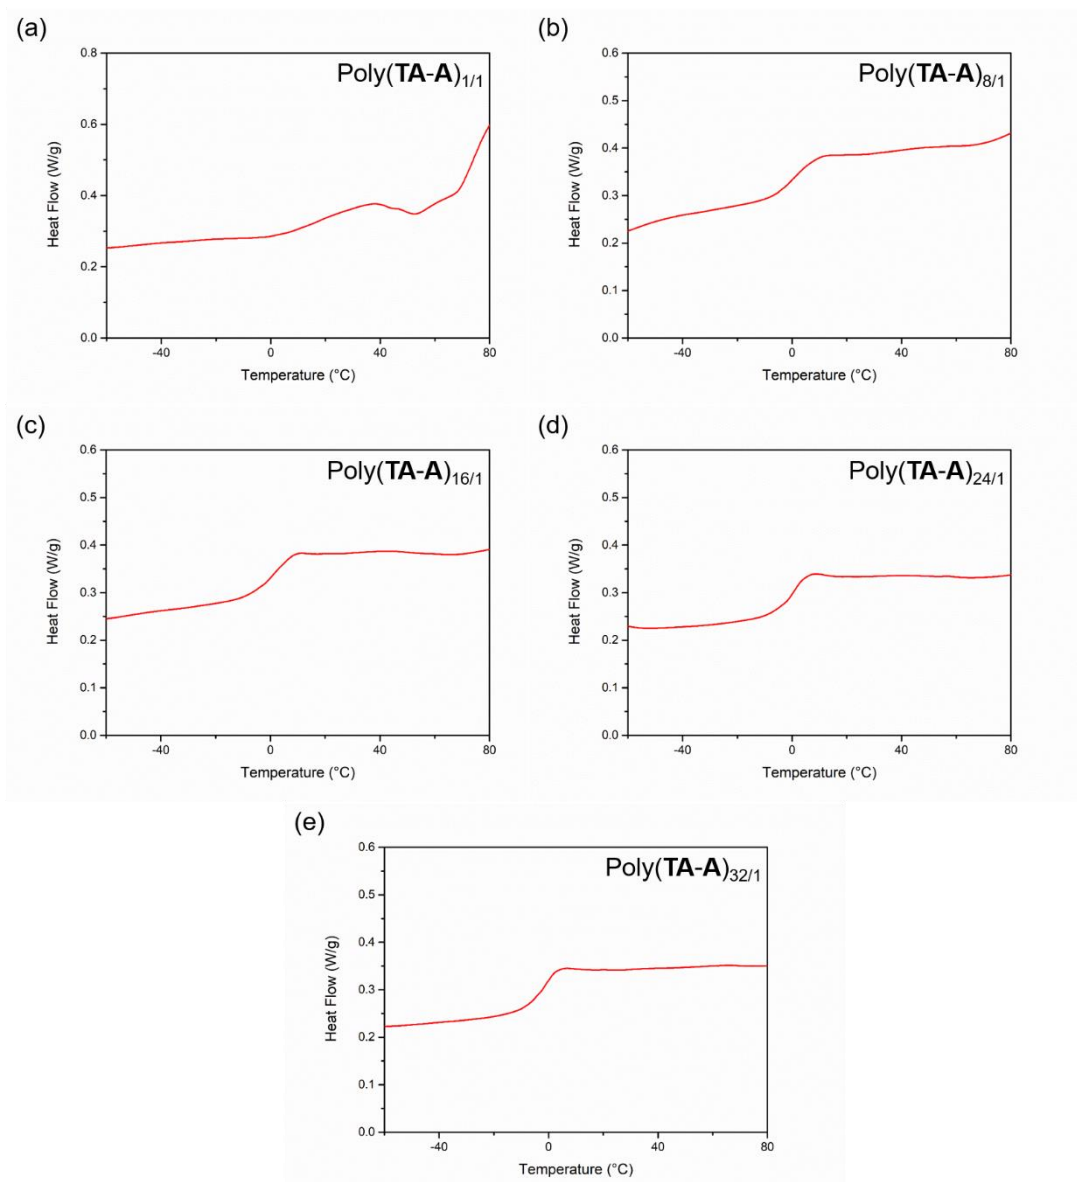 (a)
Poly(TA-A)1/1
0.8
0.6
0.4
0.2
0.0
Heat Flow (W/g)
-40
0
40
80
Temperature (°C)
(b)
Poly(TA-A)8/1
0.6
0.5
0.4
0.3
0.2
0.1
0.0
Heat Flow (W/g)
-40
0
40
80
Temperature (°C)
(c)
Poly(TA-A)16/1
0.6
0.5
0.4
0.3
0.2
0.1
0.0
Heat Flow (W/g)
-40
0
40
80
Temperature (°C)
(d)
Poly(TA-A)24/1
0.6
0.5
0.4
0.3
0.2
0.1
0.0
Heat Flow (W/g)
-40
0
40
80
Temperature (°C)
(e)
Poly(TA-A)32/1
0.6
0.5
0.4
0.3
0.2
0.1
0.0
Heat Flow (W/g)
-40
0
40
80
Temperature (°C)